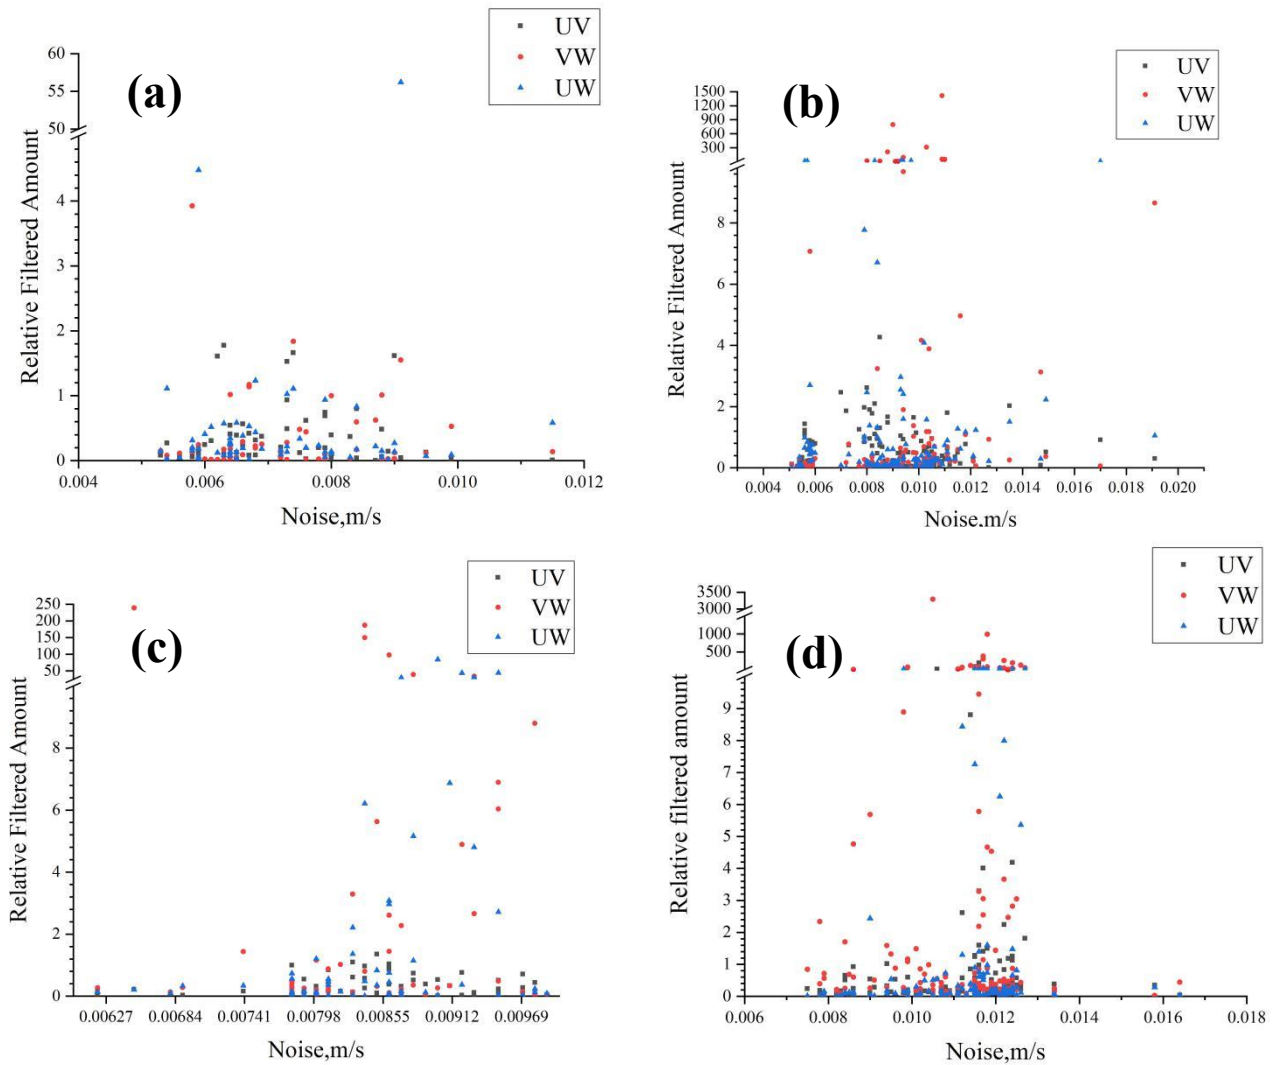 (a)
UV
VW
UW
60
55
50
4
3
2
1
0
0.004 0.006 0.008 0.010 0.012
Relative Filtered Amount
Noise,m/s
(b)
UV
VW
UW
1500
1200
900
600
300
8
6
4
2
0
0.004 0.006 0.008 0.010 0.012 0.014 0.016 0.018 0.020
Relative Filtered Amount
Noise,m/s
(c)
UV
VW
UW
250
200
150
100
50
8
6
4
2
0
0.00627 0.00684 0.00741 0.00798 0.00855 0.00912 0.00969
Relative Filtered Amount
Noise,m/s
(d)
UV
VW
UW
3500
3000
1000
500
9
8
7
6
5
4
3
2
1
0
0.006 0.008 0.010 0.012 0.014 0.016 0.018
Relative filtered amount
Noise,m/s